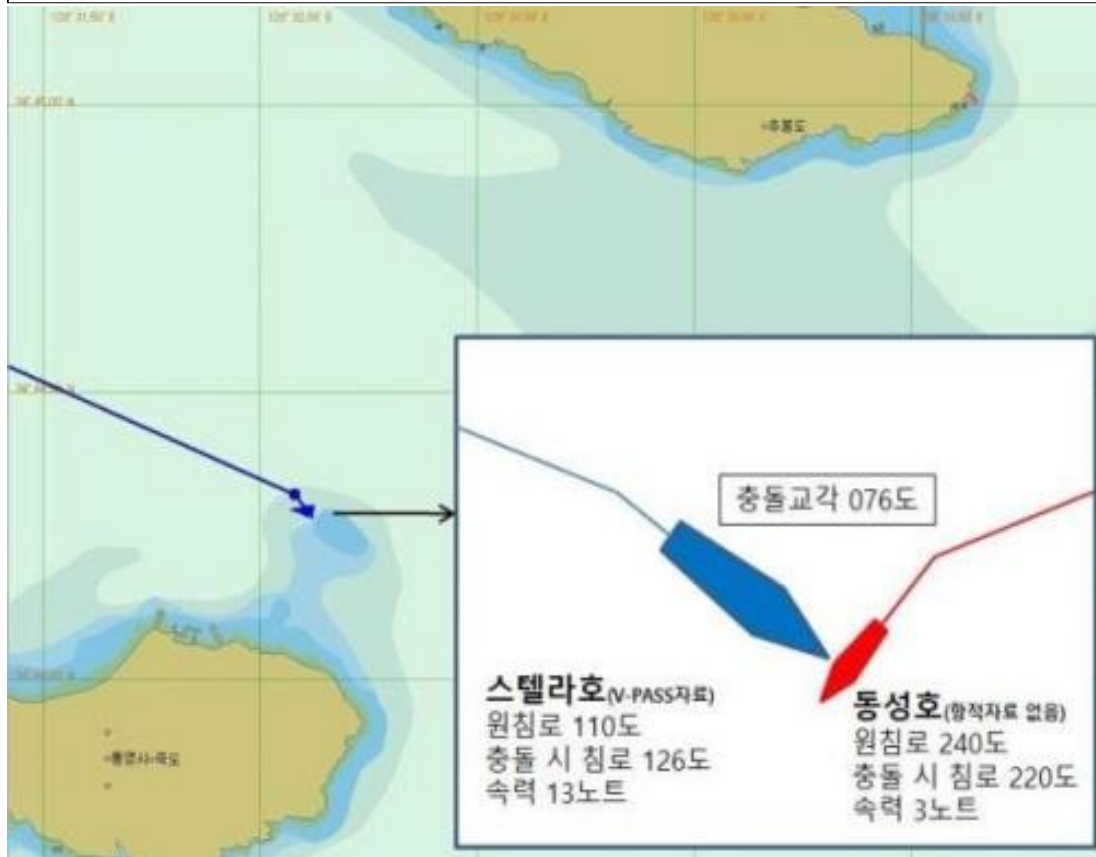 추봉도
충돌교각 076도
스텔라호(V-PASS자료)
원침로 110도
충돌 시 침로 126도
속력 13노트
동성호(항적자료 없음)
원침로 240도
충돌 시 침로 220도
속력 3노트